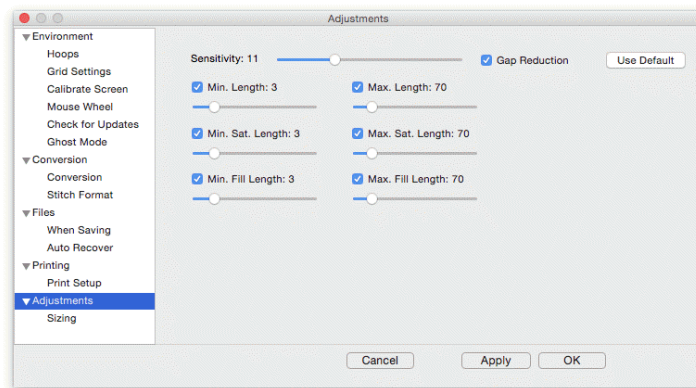 Adjustments
Environment
Hoops
Grid Settings
Calibrate Screen
Mouse Wheel
Check for Updates
Ghost Mode
Conversion
Conversion
Stitch Format
Files
When Saving
Auto Recover
Printing
Print Setup
Adjustments
Sizing
Sensitivity: 11
Gap Reduction
Use Default
Min. Length: 3
Max. Length: 70
Min. Sat. Length: 3
Max. Sat. Length: 70
Min. Fill Length: 3
Max. Fill Length: 70
Cancel
Apply
OK